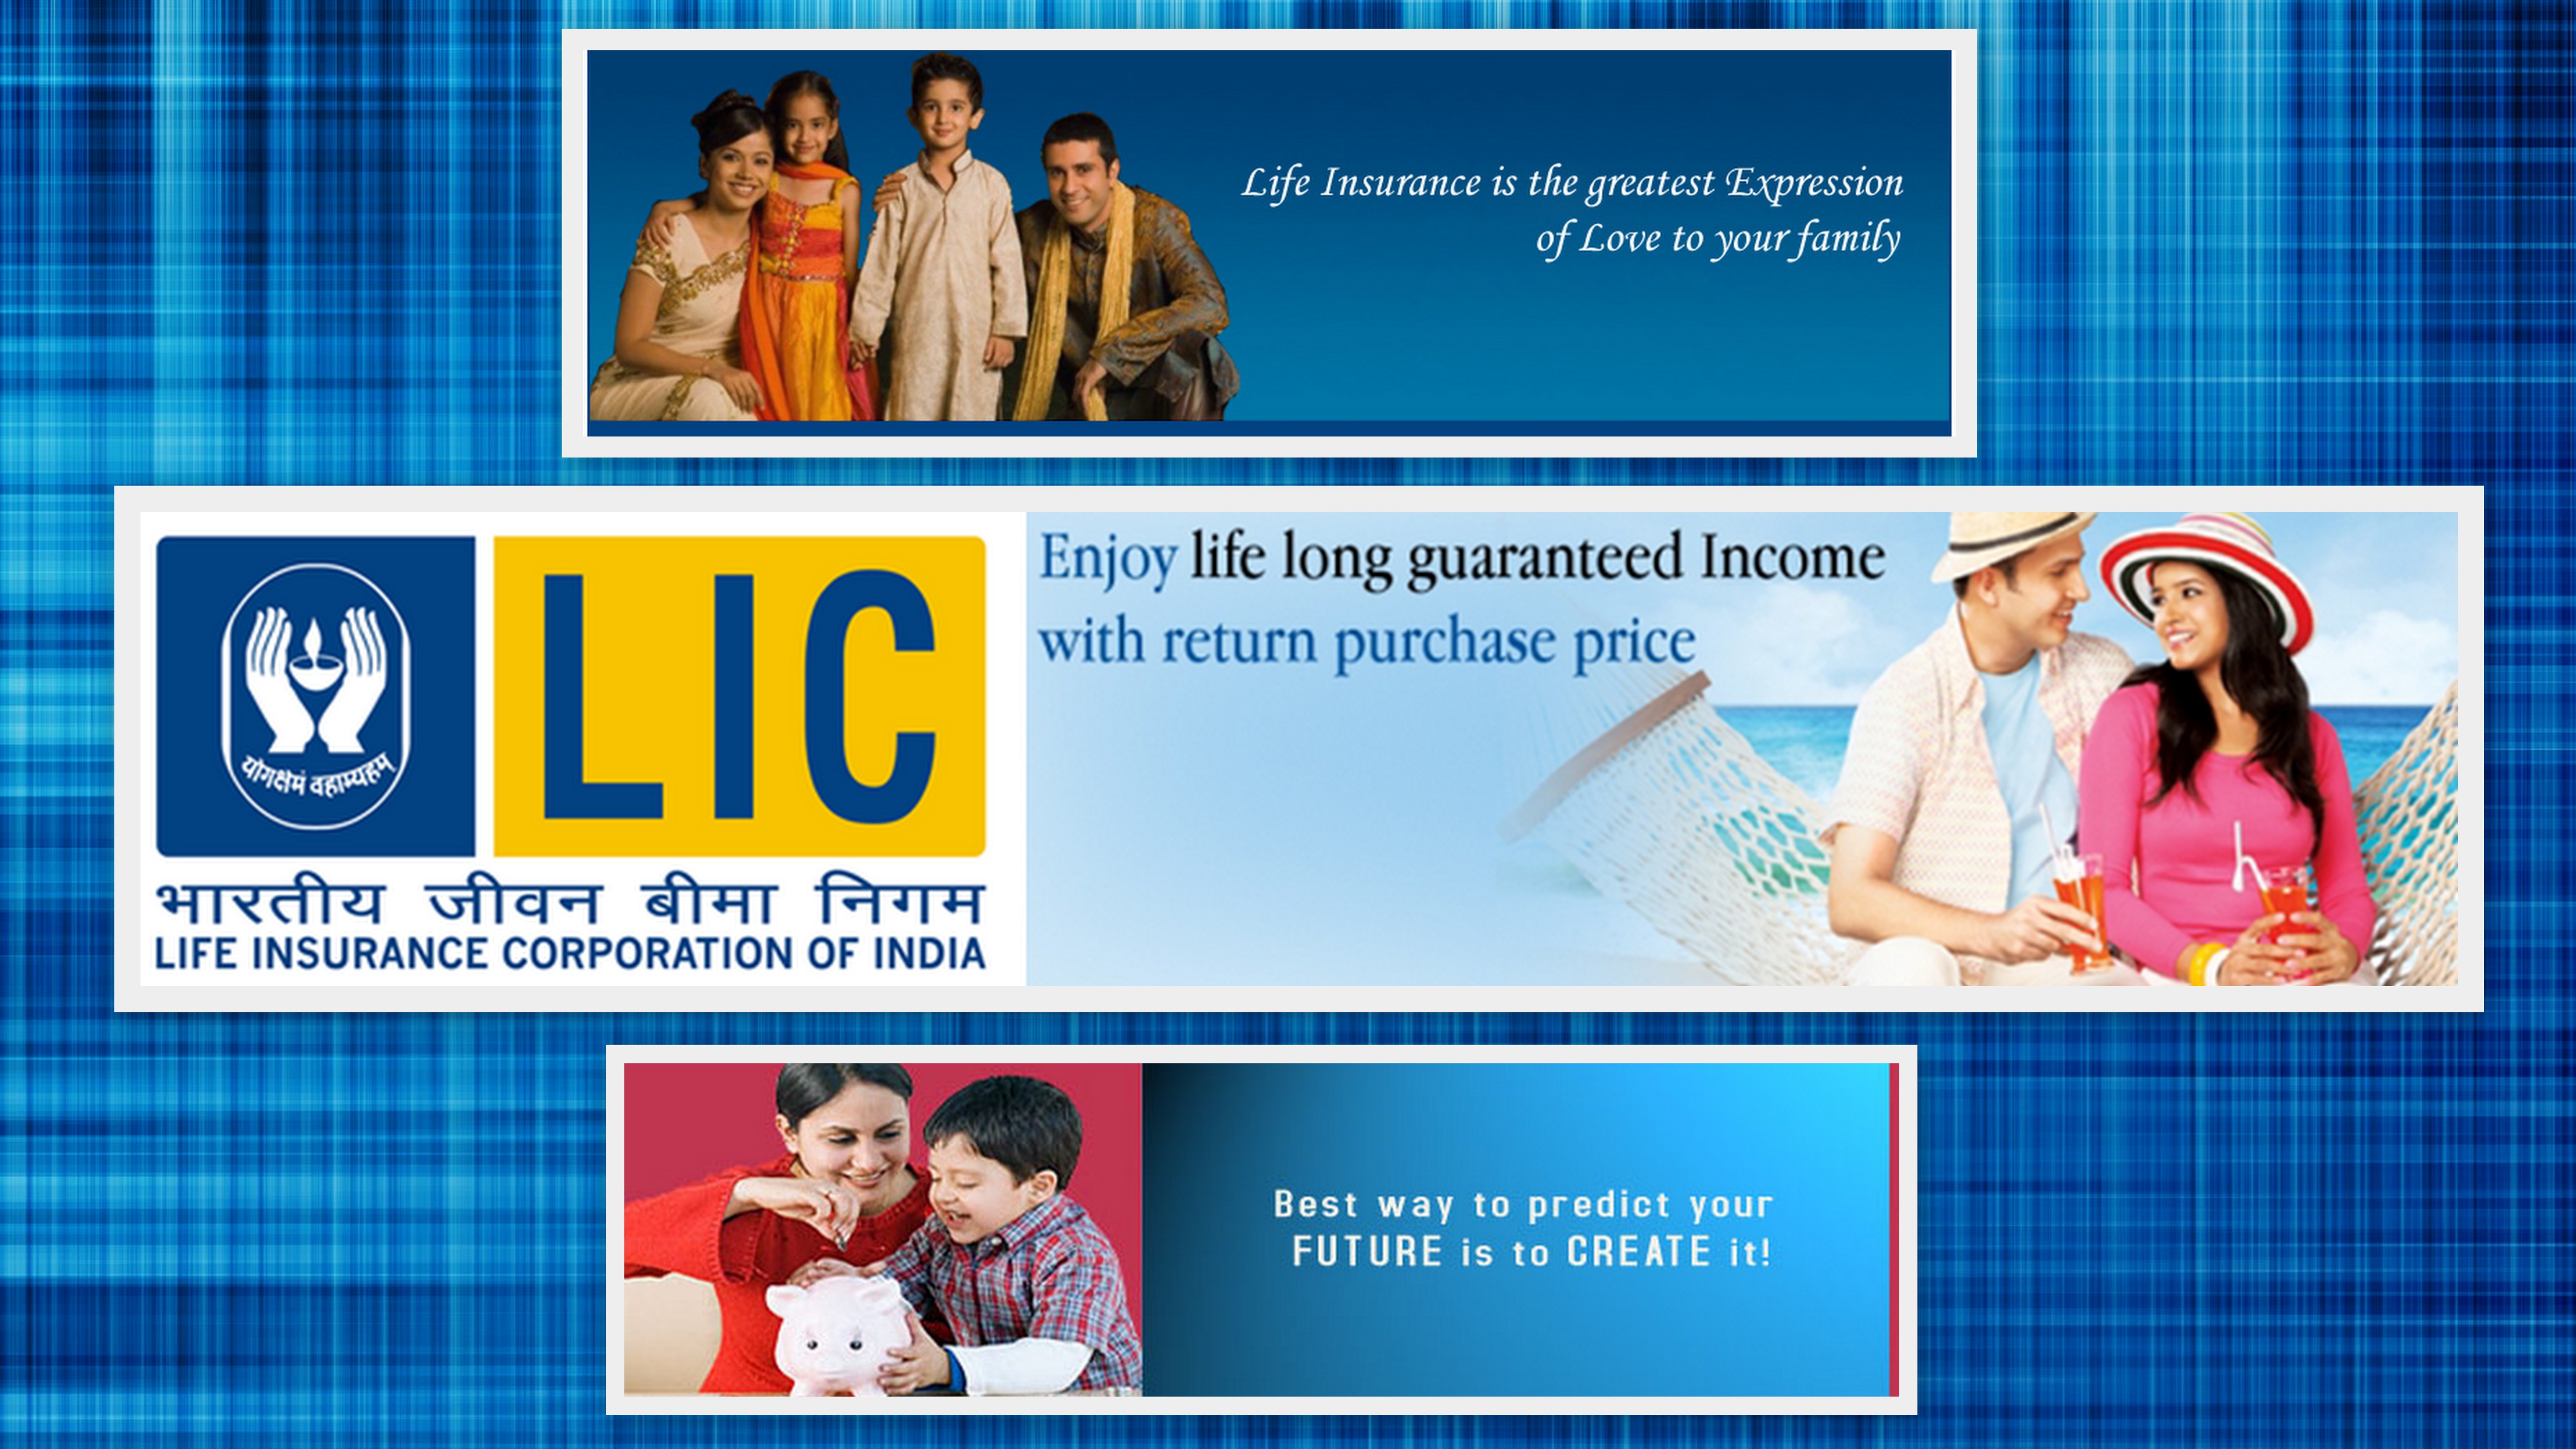 Life Insurance is the greatest Expression
of Love to your family
योगक्षेमं वहाम्यहम्
LIC
भारतीय जीवन बीमा निगम
LIFE INSURANCE CORPORATION OF INDIA
Enjoy life long guaranteed Income
with return purchase price
Best way to predict your
FUTURE is to CREATE it!